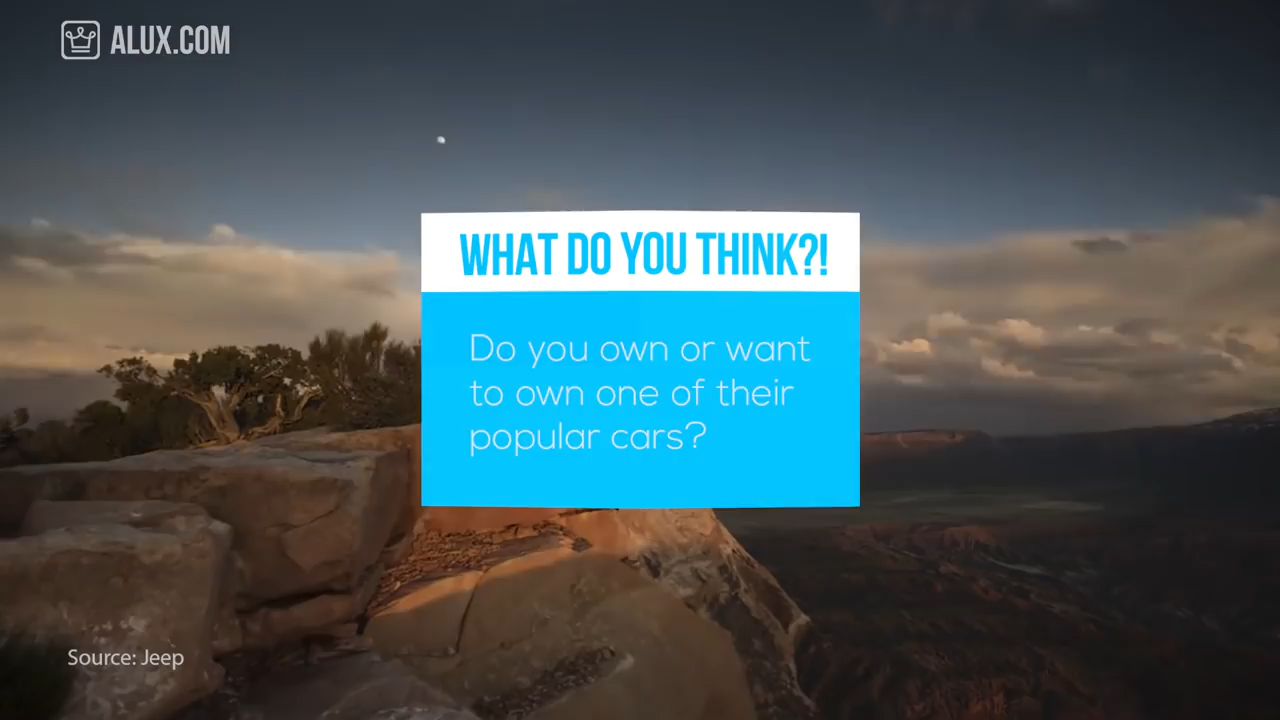 ALUX.COM
WHAT DO YOU THINK?!
Do you own or want
to own one of their
popular cars?
Source: Jeep